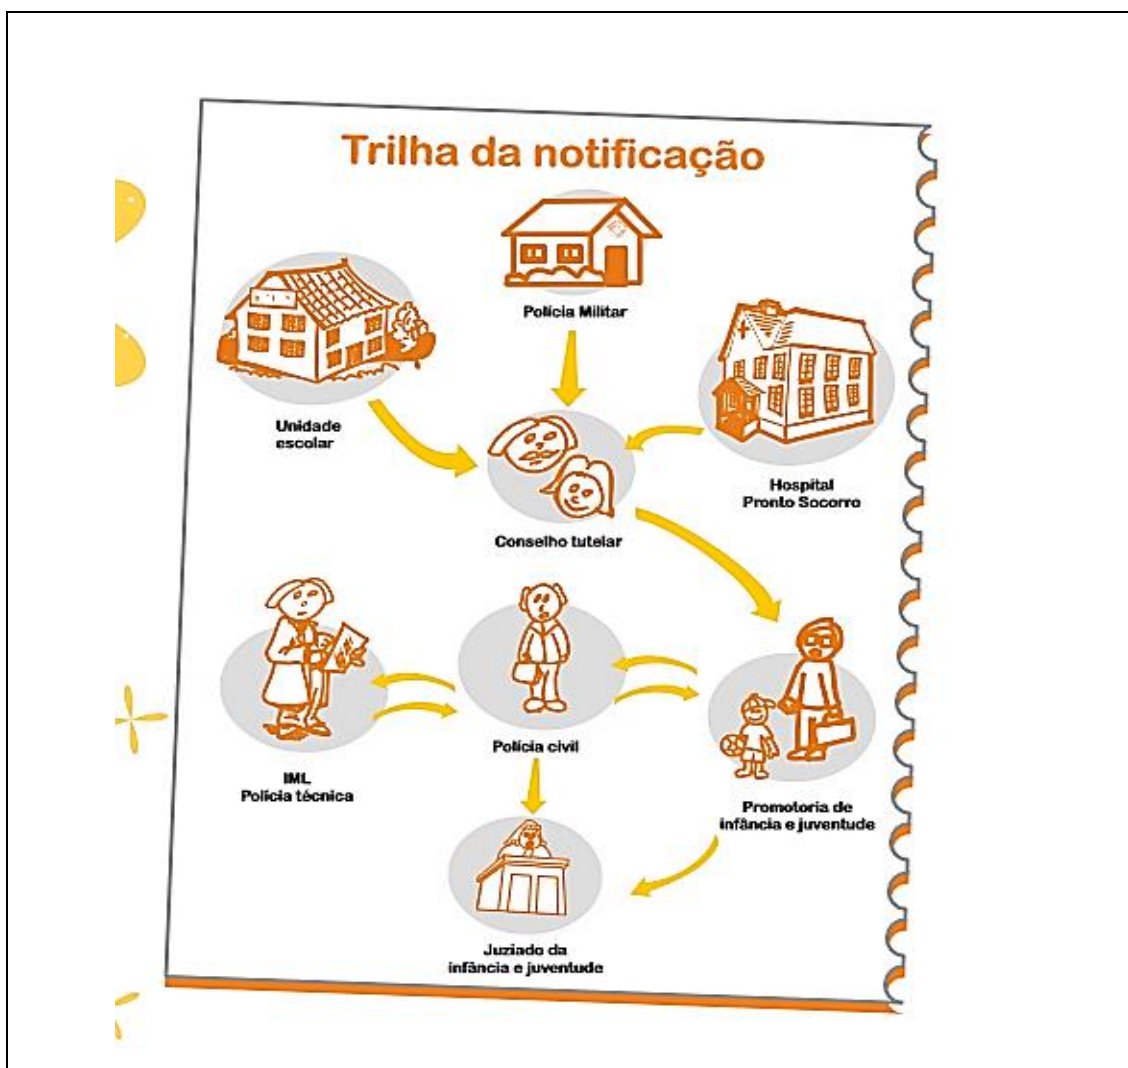 Trilha da notificação
Polícia Militar
Unidade
escolar
Hospital
Pronto Socorro
Conselho tutelar
IML
Polícia técnica
Polícia civil
Promotoria de
infância e juventude
Juziado da
infância e juventude